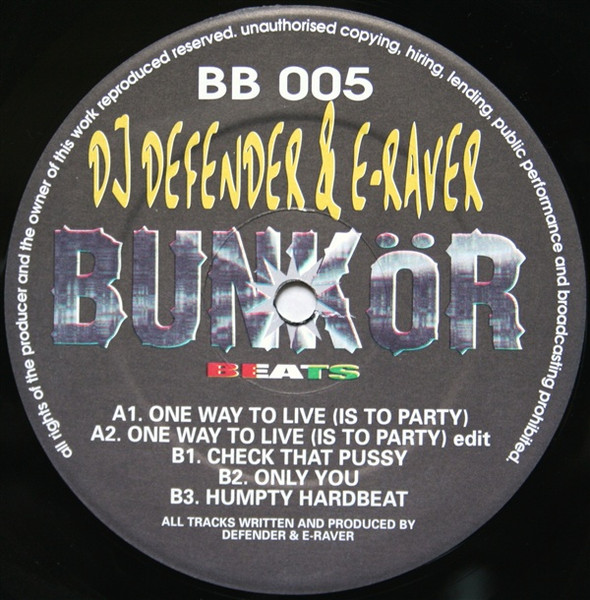 all rights of the producer and the owner of this work reproduced reserved. unauthorised copying, hiring, lending, public performance and broadcasting prohibited.
BB 005
DJ DEFENDER & E-RAVER
BUNKÖR
BEATS
A1. ONE WAY TO LIVE (IS TO PARTY)
A2. ONE WAY TO LIVE (IS TO PARTY) edit
B1. CHECK THAT PUSSY
B2. ONLY YOU
B3. HUMPTY HARDBEAT
ALL TRACKS WRITTEN AND PRODUCED BY
DEFENDER & E-RAVER